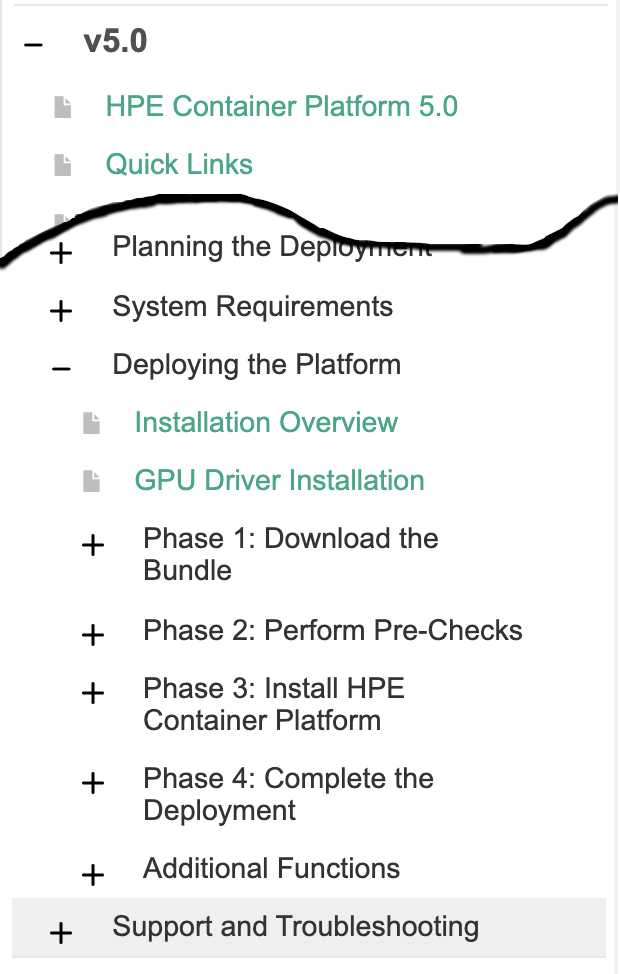 v5.0
HPE Container Platform 5.0
Quick Links
Planning the Deployment
System Requirements
Deploying the Platform
Installation Overview
GPU Driver Installation
Phase 1: Download the
Bundle
Phase 2: Perform Pre-Checks
Phase 3: Install HPE
Container Platform
Phase 4: Complete the
Deployment
Additional Functions
Support and Troubleshooting